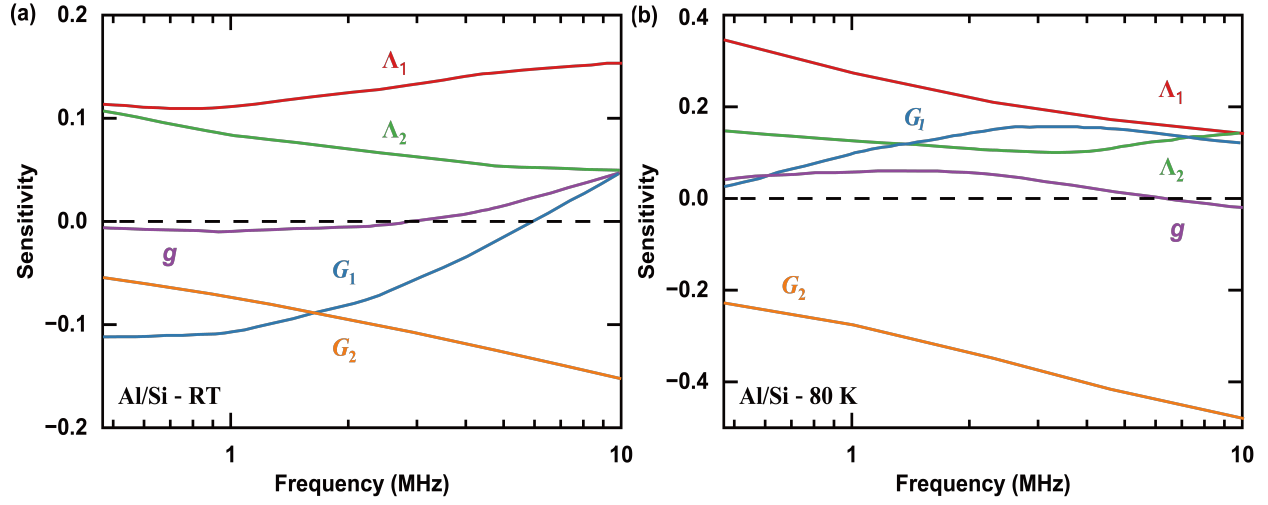 (a)
0.2
0.1
0.0
−0.1
−0.2
Sensitivity
Λ1
Λ2
g
G1
G2
Al/Si - RT
1
10
Frequency (MHz)
(b)
0.4
0.2
0.0
−0.2
−0.4
Sensitivity
Λ1
G1
Λ2
g
G2
Al/Si - 80 K
1
10
Frequency (MHz)